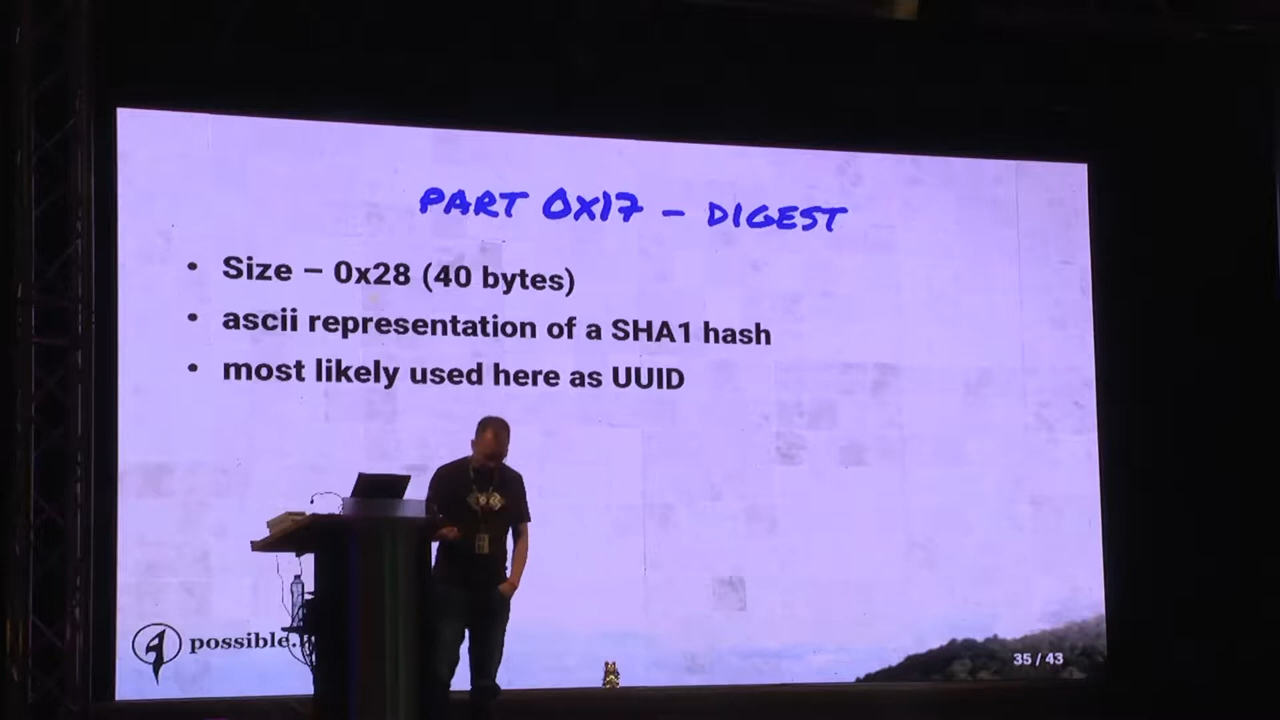 PART 0X17 – DIGEST
• Size – 0x28 (40 bytes)
• ascii representation of a SHA1 hash
• most likely used here as UUID
possible.
35 / 43